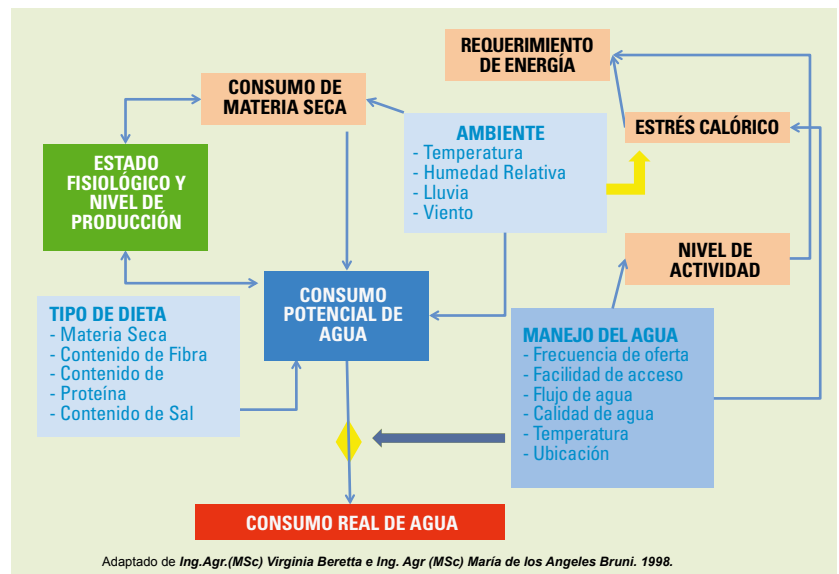 REQUERIMIENTO
DE ENERGÍA
CONSUMO DE
MATERIA SECA
AMBIENTE
- Temperatura
- Humedad Relativa
- Lluvia
- Viento
ESTRÉS CALÓRICO
ESTADO
FISIOLÓGICO Y
NIVEL DE
PRODUCCIÓN
NIVEL DE
ACTIVIDAD
CONSUMO
POTENCIAL DE
AGUA
TIPO DE DIETA
- Materia Seca
- Contenido de Fibra
- Contenido de
- Proteína
- Contenido de Sal
MANEJO DEL AGUA
- Frecuencia de oferta
- Facilidad de acceso
- Flujo de agua
- Calidad de agua
- Temperatura
- Ubicación
CONSUMO REAL DE AGUA
Adaptado de Ing.Agr.(MSc) Virginia Beretta e Ing. Agr (MSc) María de los Angeles Bruni. 1998.